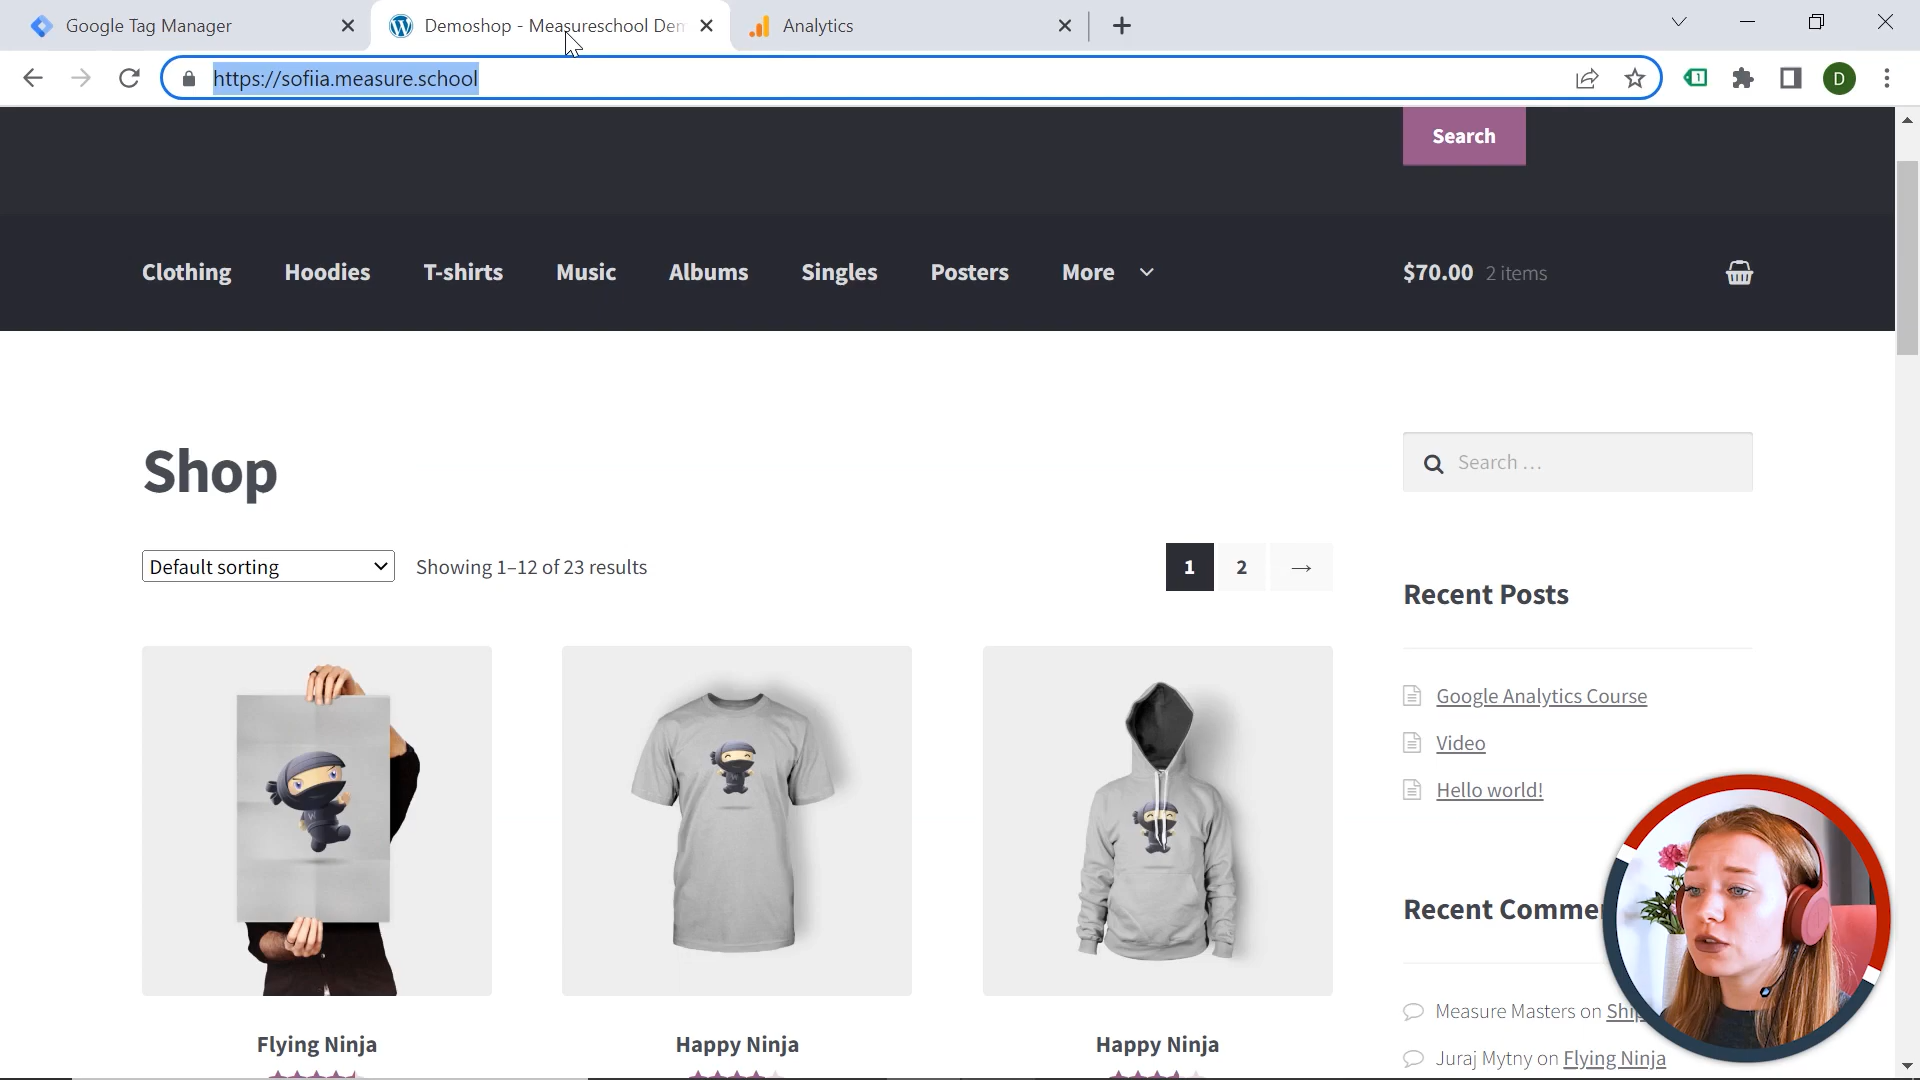 Google Tag Manager
Demoshop - Measureschool Dem
Analytics
https://sofiia.measure.school
1
D
Search
Clothing
Hoodies
T-shirts
Music
Albums
Singles
Posters
More
$70.00 2 items
Shop
Search …
Default sorting
Showing 1–12 of 23 results
1
2
→
Recent Posts
Google Analytics Course
Video
Hello world!
Recent Comme
Measure Masters on
Juraj Mytny on Flying Ninja
Flying Ninja
Happy Ninja
Happy Ninja